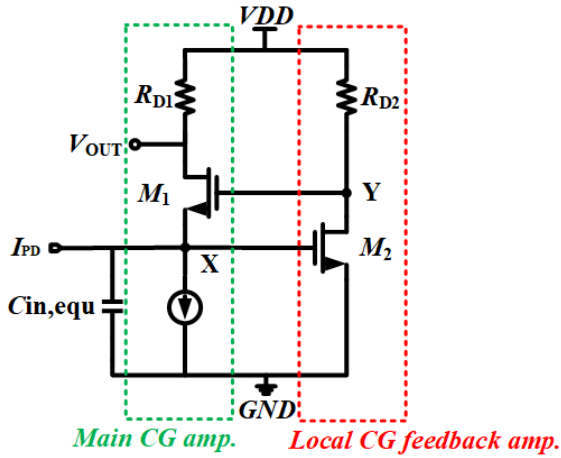 VDD
RD1
RD2
VOUT
M1
Y
IPD
X
M2
Cin,equ
GND
Main CG amp.
Local CG feedback amp.